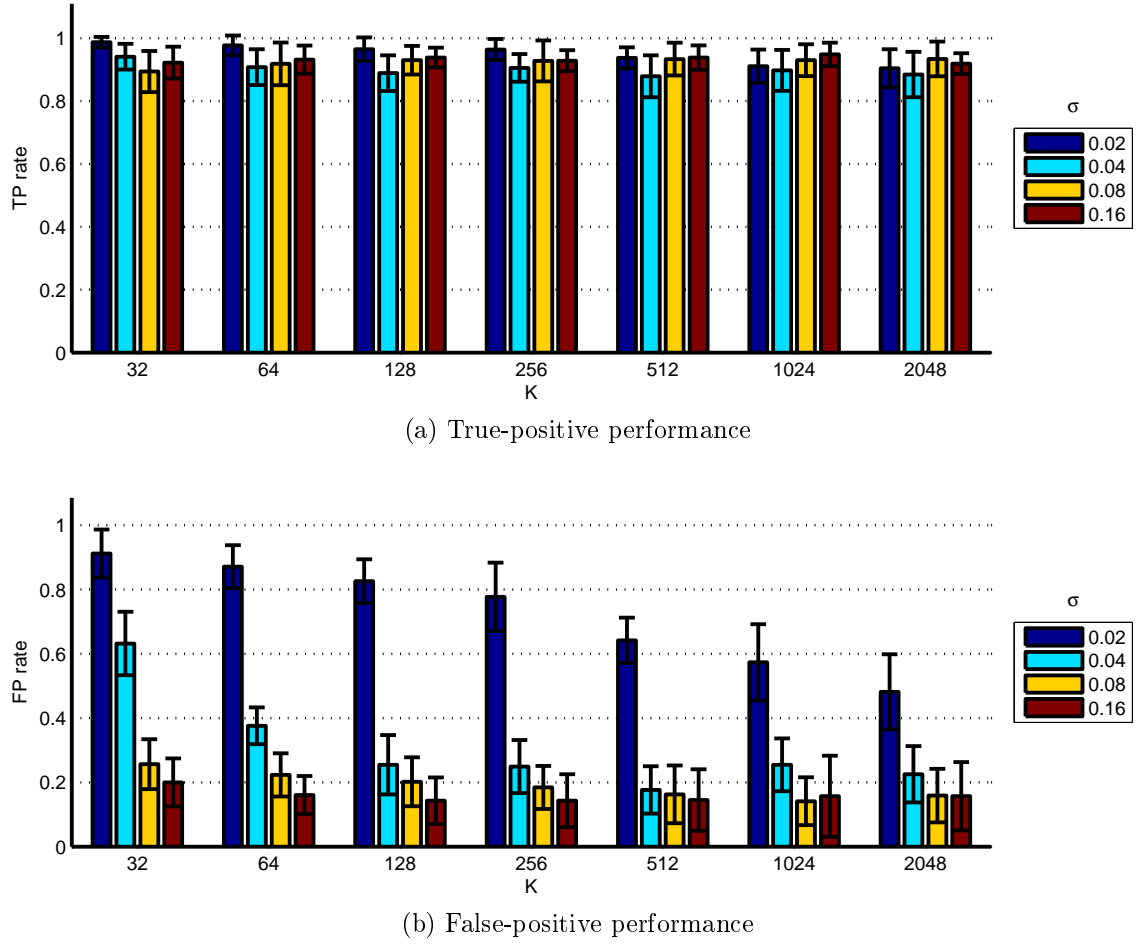 1
0.8
0.6
0.4
0.2
0
TP rate
32 64 128 256 512 1024 2048
K
σ
0.02
0.04
0.08
0.16
(a) True-positive performance
1
0.8
0.6
0.4
0.2
0
FP rate
32 64 128 256 512 1024 2048
K
σ
0.02
0.04
0.08
0.16
(b) False-positive performance